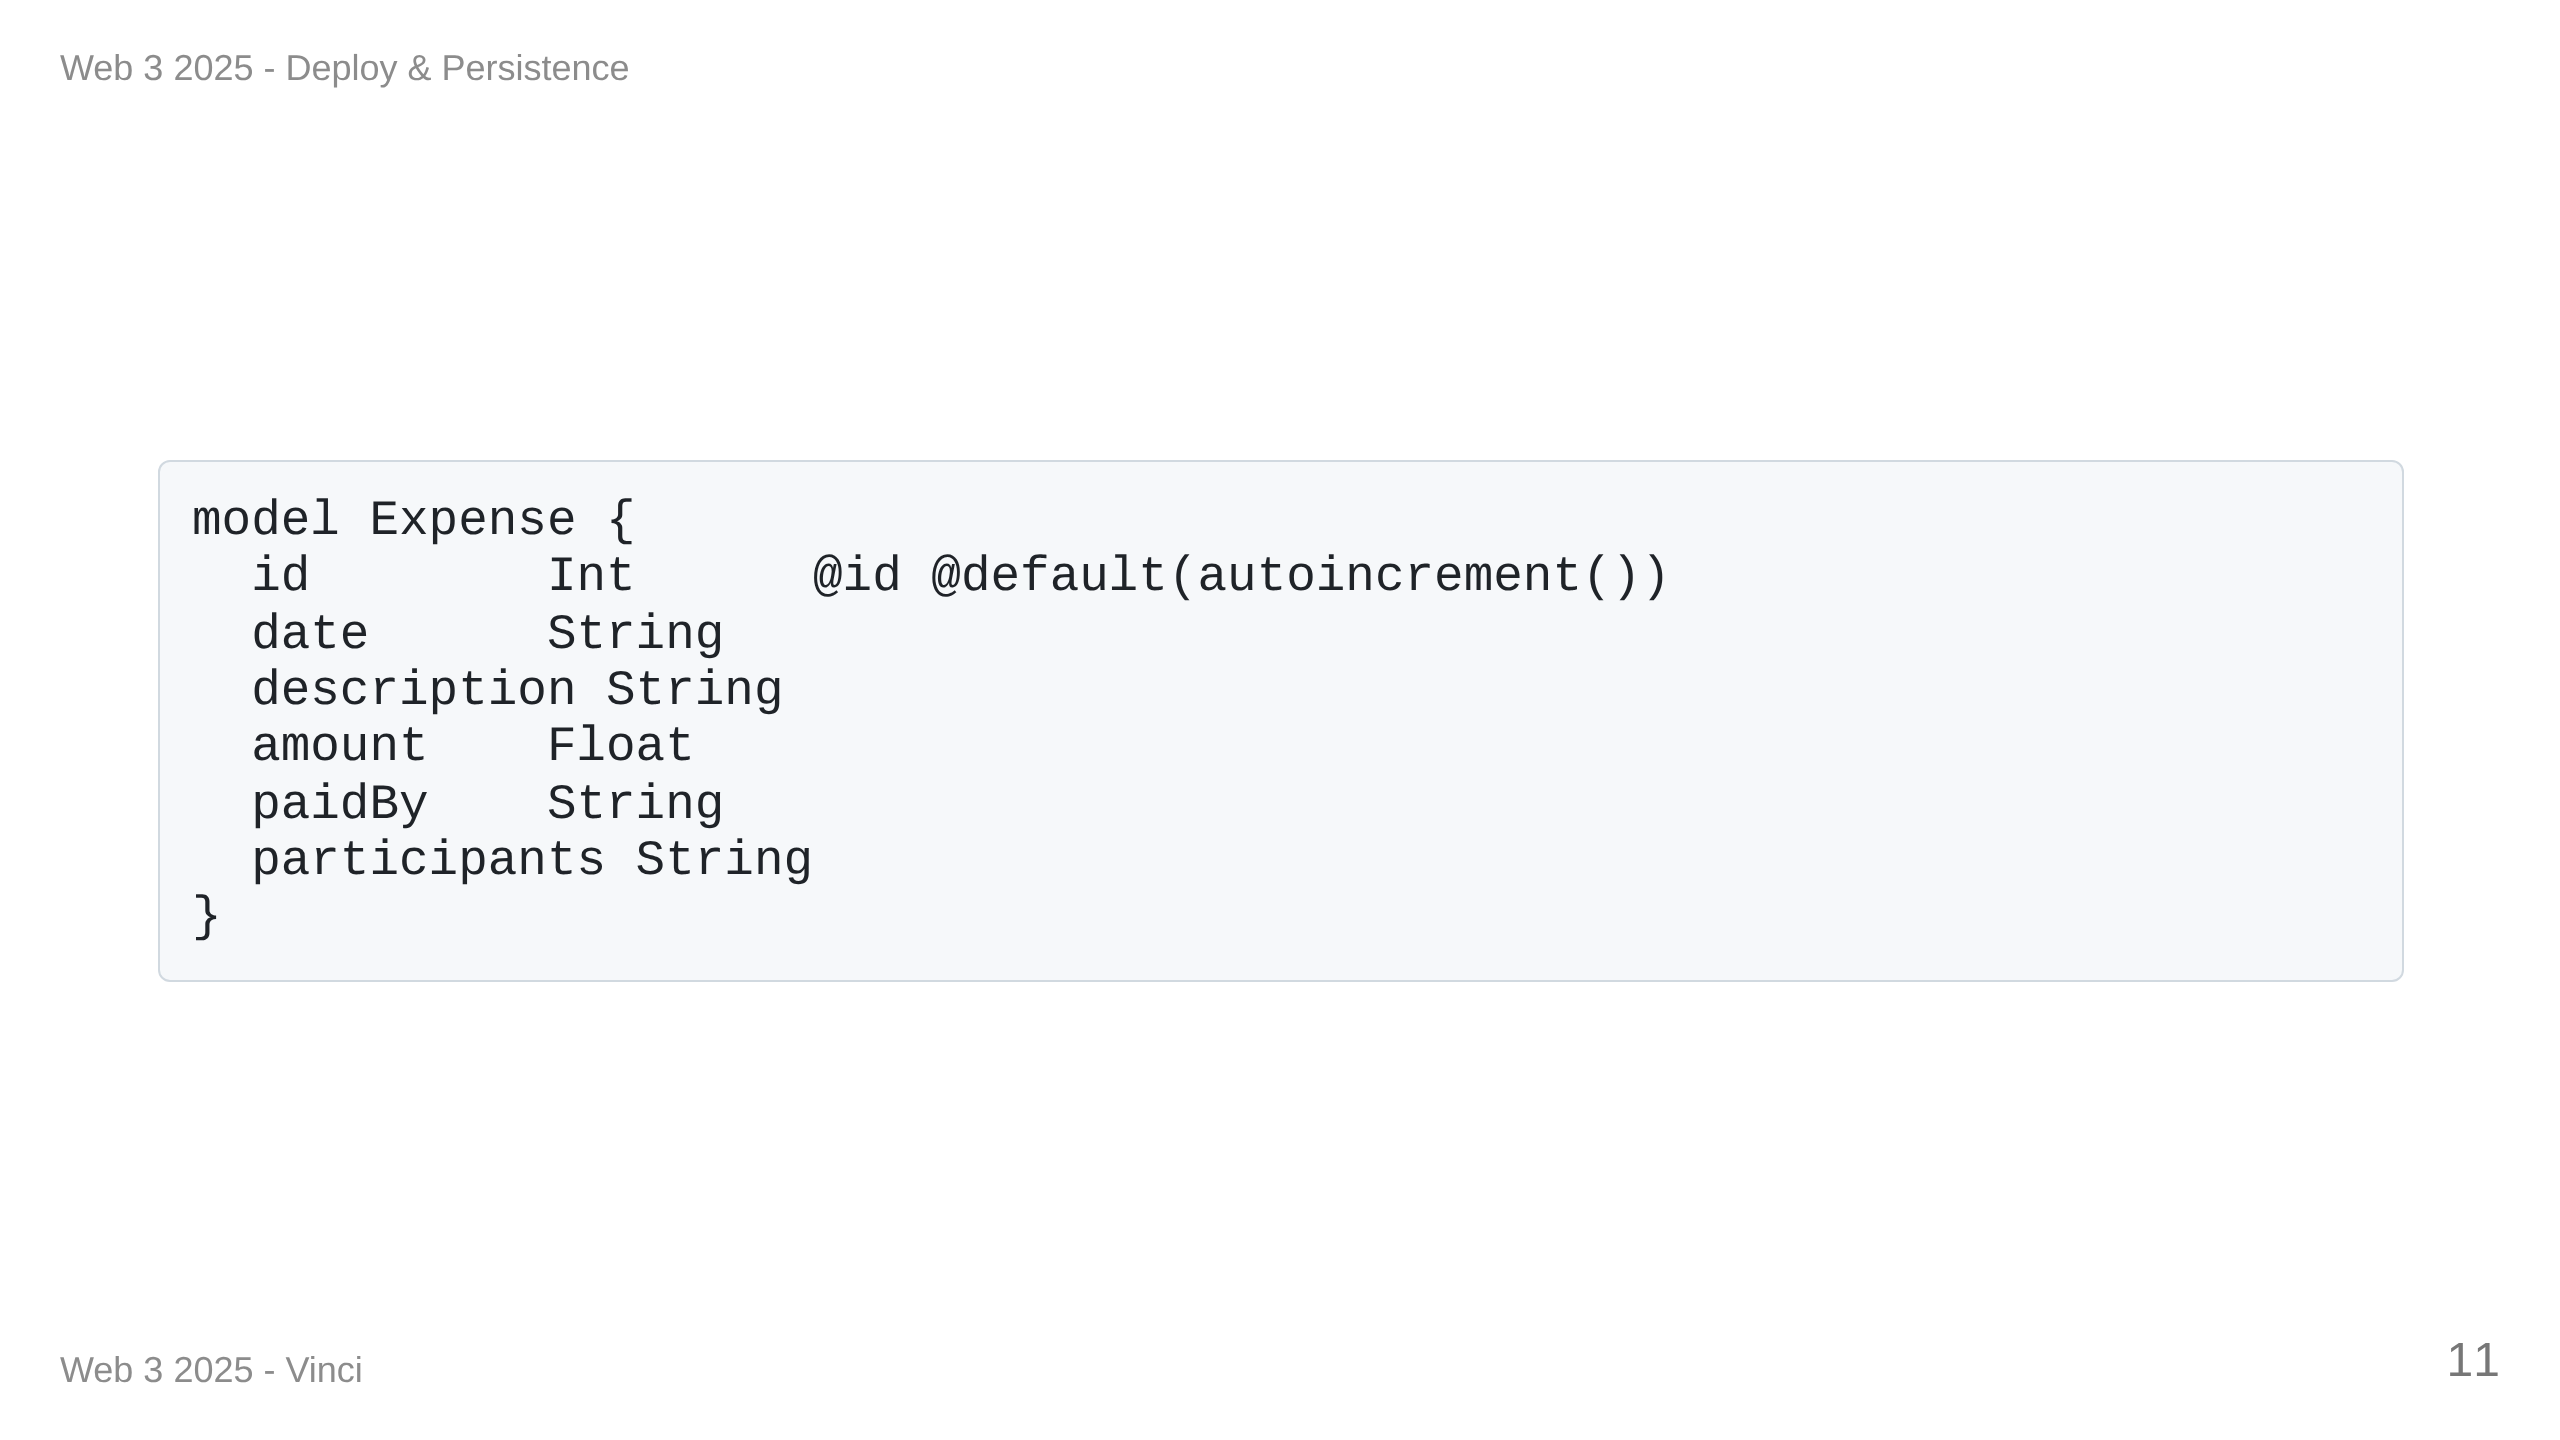 Web 3 2025 - Deploy & Persistence
model Expense {
  id        Int      @id @default(autoincrement())
  date      String
  description String
  amount    Float
  paidBy    String
  participants String
}
Web 3 2025 - Vinci
11